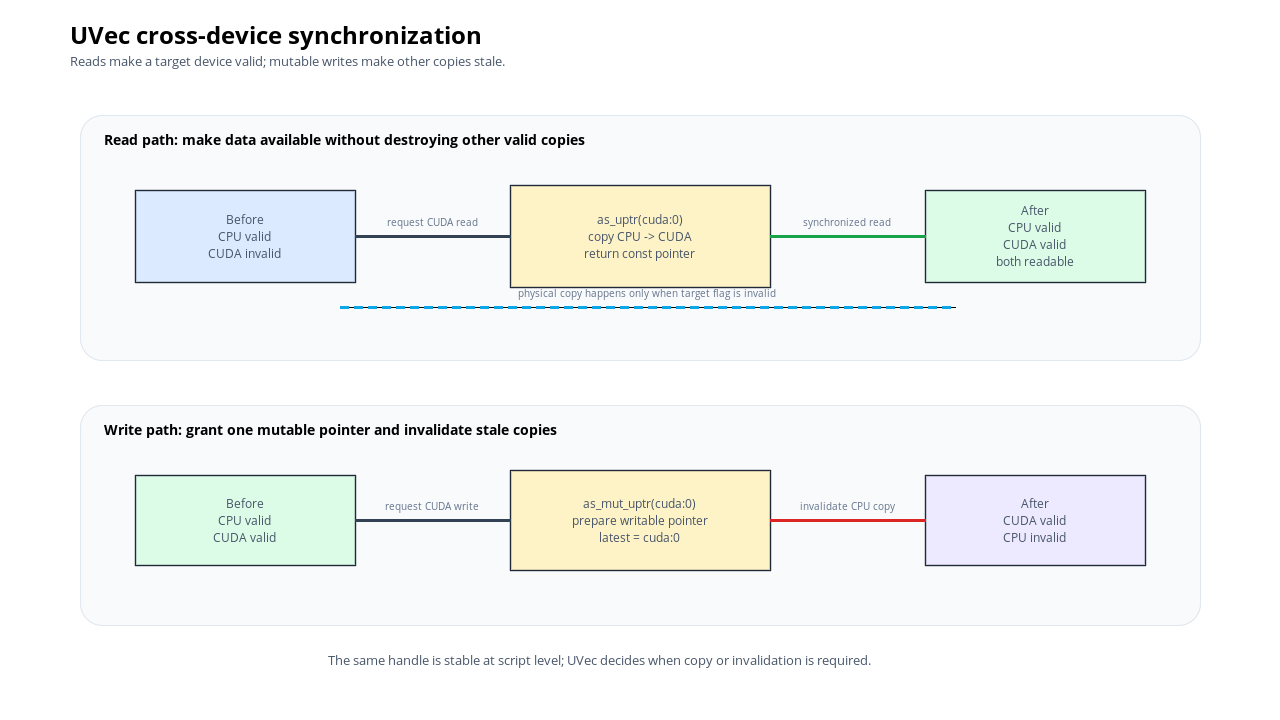 UVec cross-device synchronization
Reads make a target device valid; mutable writes make other copies stale.
Read path: make data available without destroying other valid copies
Before
CPU valid
CUDA invalid
request CUDA read
as_uptr(cuda:0)
copy CPU -> CUDA
return const pointer
synchronized read
After
CPU valid
CUDA valid
both readable
physical copy happens only when target flag is invalid
Write path: grant one mutable pointer and invalidate stale copies
Before
CPU valid
CUDA valid
request CUDA write
as_mut_uptr(cuda:0)
prepare writable pointer
latest = cuda:0
invalidate CPU copy
After
CUDA valid
CPU invalid
The same handle is stable at script level; UVec decides when copy or invalidation is required.